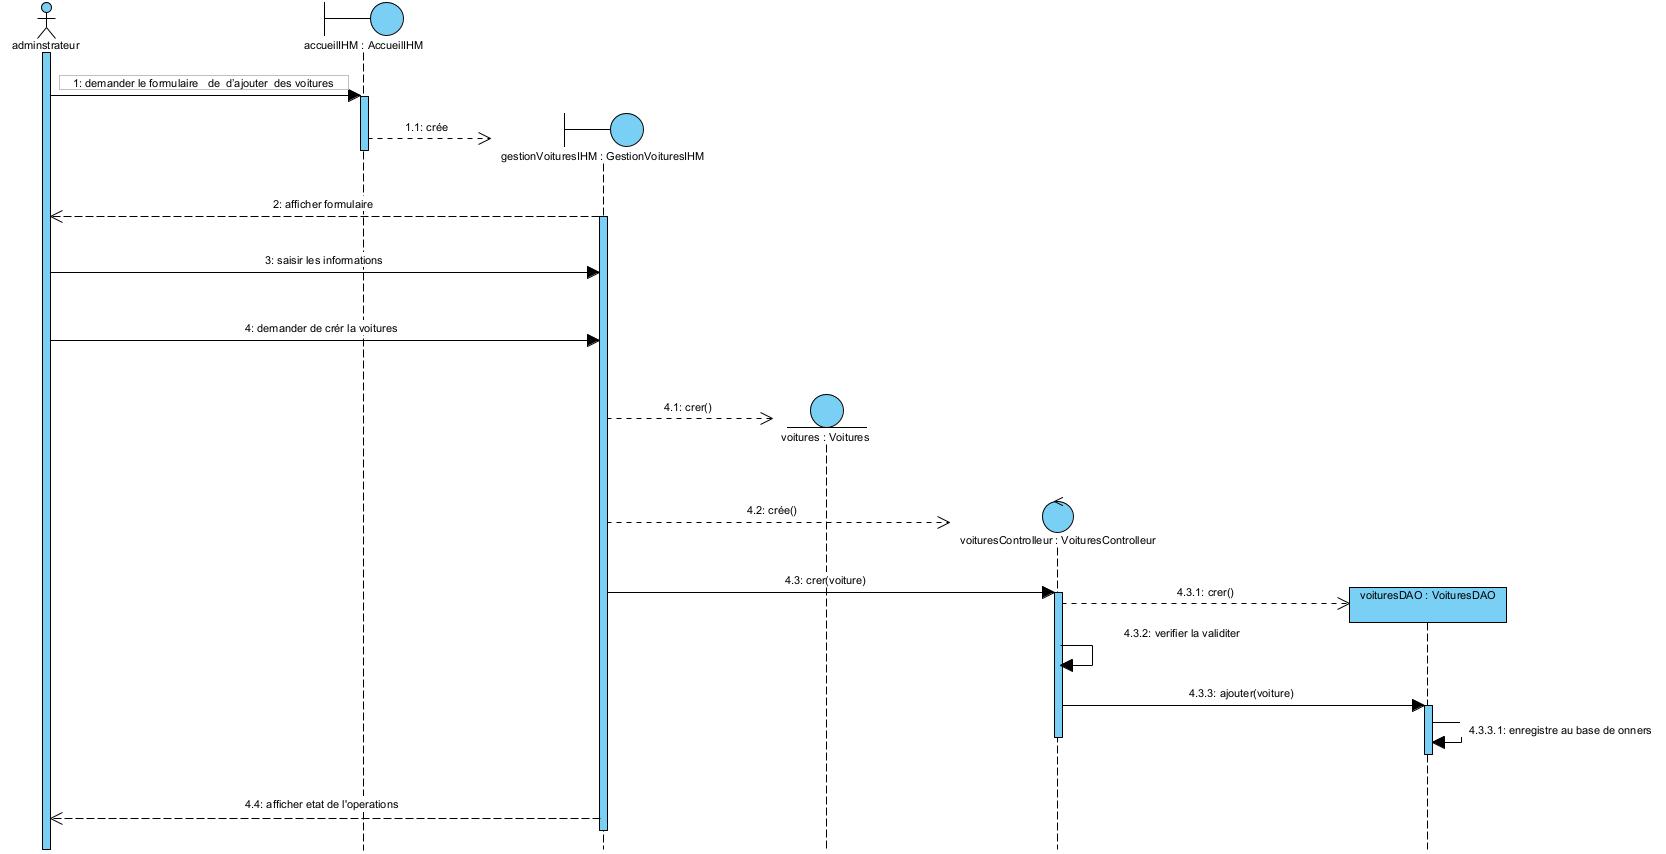 adminstrateur
accueilIHM : AccueilIHM
1: demander le formulaire de d'ajouter des voitures
1.1: crée
gestionVoituresIHM : GestionVoituresIHM
2: afficher formulaire
3: saisir les informations
4: demander de crér la voitures
4.1: crer()
voitures : Voitures
4.2: crée()
voituresControlleur : VoituresControlleur
4.3: crer(voiture)
4.3.1: crer()
voituresDAO : VoituresDAO
4.3.2: verifier la validiter
4.3.3: ajouter(voiture)
4.3.3.1: enregistre au base de onners
4.4: afficher etat de l'operations